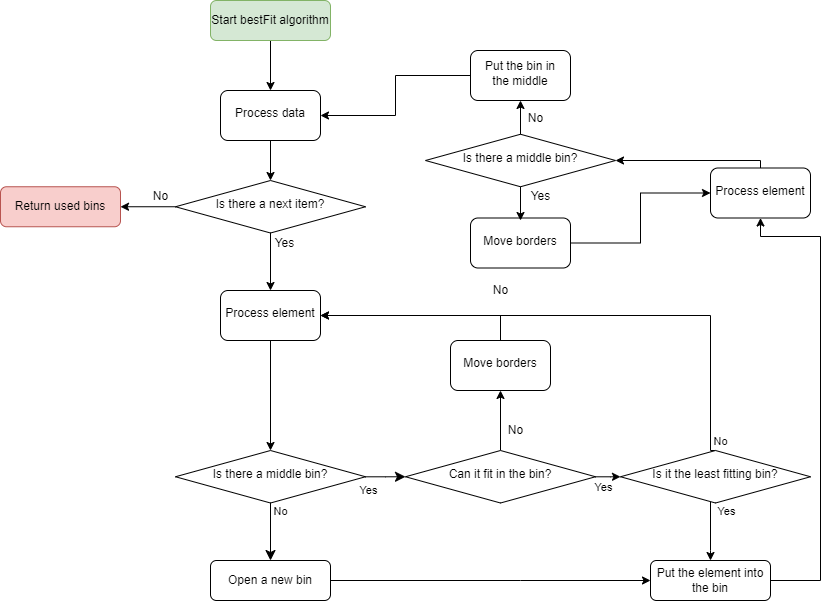 Start bestFit algorithm
Put the bin in
the middle
Process data
No
Is there a middle bin?
Process element
No
Is there a next item?
Return used bins
Yes
Move borders
Yes
No
Process element
Move borders
No
No
Is there a middle bin?
Can it fit in the bin?
Is it the least fitting bin?
Yes
Yes
No
Yes
Open a new bin
Put the element into
the bin